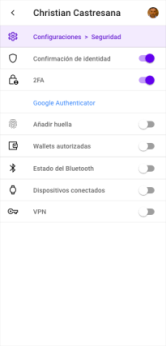 Christian Castresana
Configuraciones > Seguridad
Confirmación de identidad
2FA
Google Authenticator
Añadir huella
Wallets autorizadas
Estado del Bluetooth
Dispositivos conectados
VPN